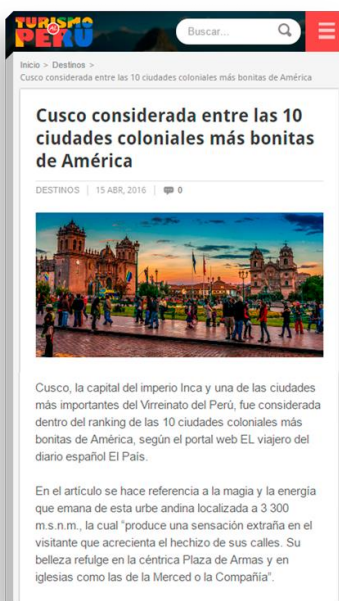 TURISMO
PERÚ
Buscar...
Inicio > Destinos >
Cusco considerada entre las 10 ciudades coloniales más bonitas de América
Cusco considerada entre las 10
ciudades coloniales más bonitas
de América
DESTINOS | 15 ABR, 2016 | 0
Cusco, la capital del imperio Inca y una de las ciudades
más importantes del Virreinato del Perú, fue considerada
dentro del ranking de las 10 ciudades coloniales más
bonitas de América, según el portal web EL viajero del
diario español El País.
En el artículo se hace referencia a la magia y la energía
que emana de esta urbe andina localizada a 3 300
m.s.n.m., la cual “produce una sensación extraña en el
visitante que acrecienta el hechizo de sus calles. Su
belleza refulge en la céntrica Plaza de Armas y en
iglesias como las de la Merced o la Compañía”.